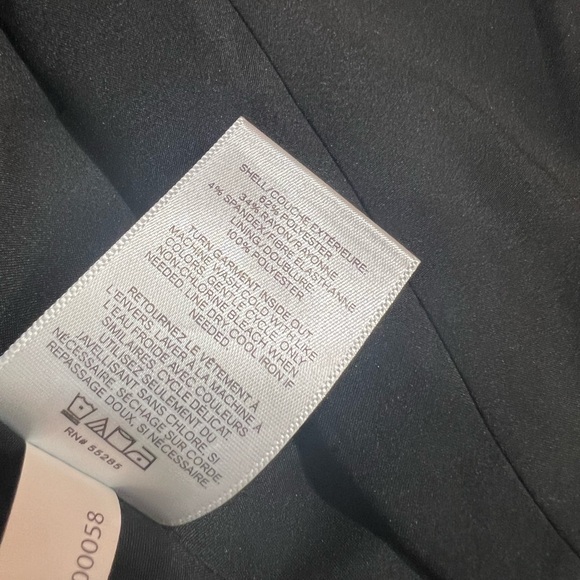 SHELL/COUCHE EXTÉRIEURE:
62% POLYESTER
34% RAYON/RAYONNE
4% SPANDEX/FIBRE ÉLASTHANNE
LINING/DOUBLURE
100% POLYESTER
TURN GARMENT INSIDE OUT.
MACHINE WASH COLD WITH LIKE
COLORS, GENTLE CYCLE, ONLY
NON-CHLORINE BLEACH WHEN
NEEDED. LINE DRY, COOL IRON IF
NEEDED.
RETOURNEZ LE VÊTEMENT À
L'ENVERS, LAVER À LA MACHINE À
L'EAU FROIDE AVEC COULEURS
SIMILAIRES, CYCLE DÉLICAT.
UTILISEZ SEULEMENT DU
JAVELLISANT SANS CHLORE, SI
NÉCESSAIRE. SÉCHAGE SUR CORDE.
REPASSAGE DOUX, SI NÉCESSAIRE.
RN# 55285
00058